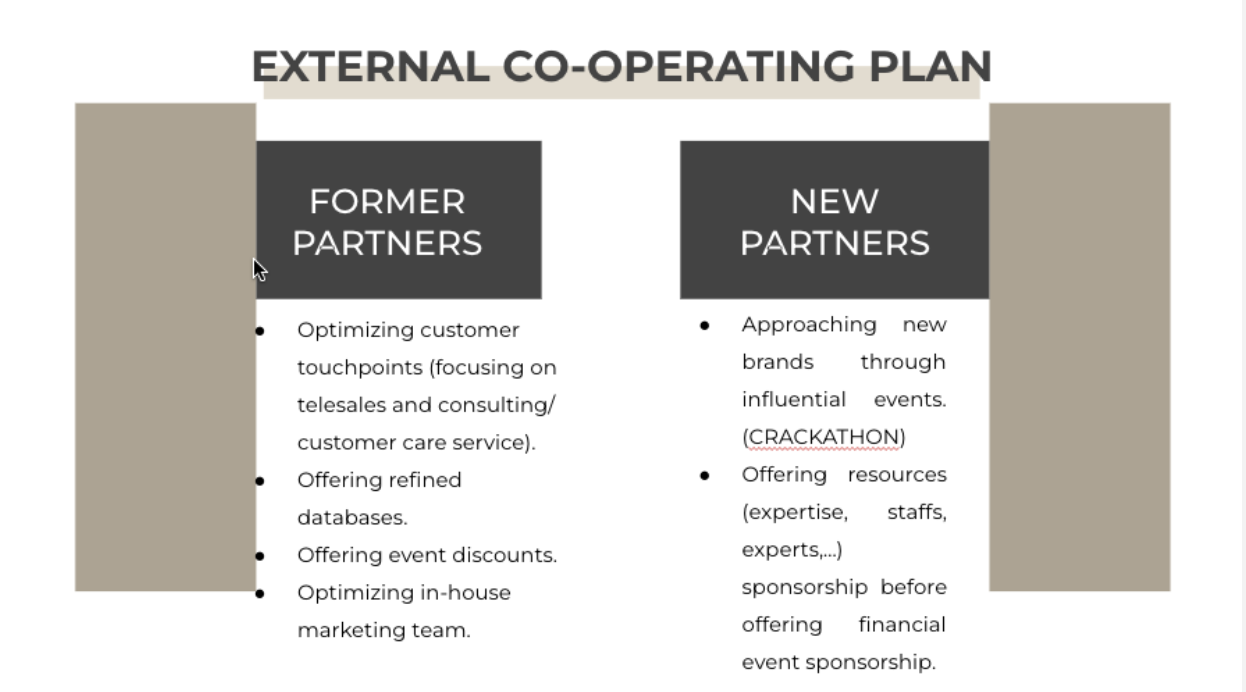 EXTERNAL CO-OPERATING PLAN
FORMER
PARTNERS
● Optimizing customer
touchpoints (focusing on
telesales and consulting/
customer care service).
● Offering refined
databases.
● Offering event discounts.
● Optimizing in-house
marketing team.
NEW
PARTNERS
● Approaching new
brands through
influential events.
(CRACKATHON)
● Offering resources
(expertise, staffs,
experts,...)
sponsorship before
offering financial
event sponsorship.